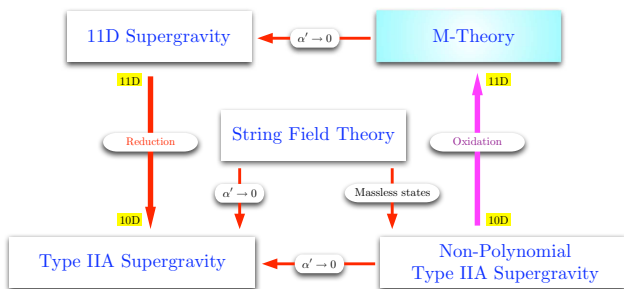 11D Supergravity
α′ → 0
M-Theory
11D
11D
Reduction
String Field Theory
Oxidation
α′ → 0
Massless states
10D
10D
Type IIA Supergravity
α′ → 0
Non-Polynomial
Type IIA Supergravity